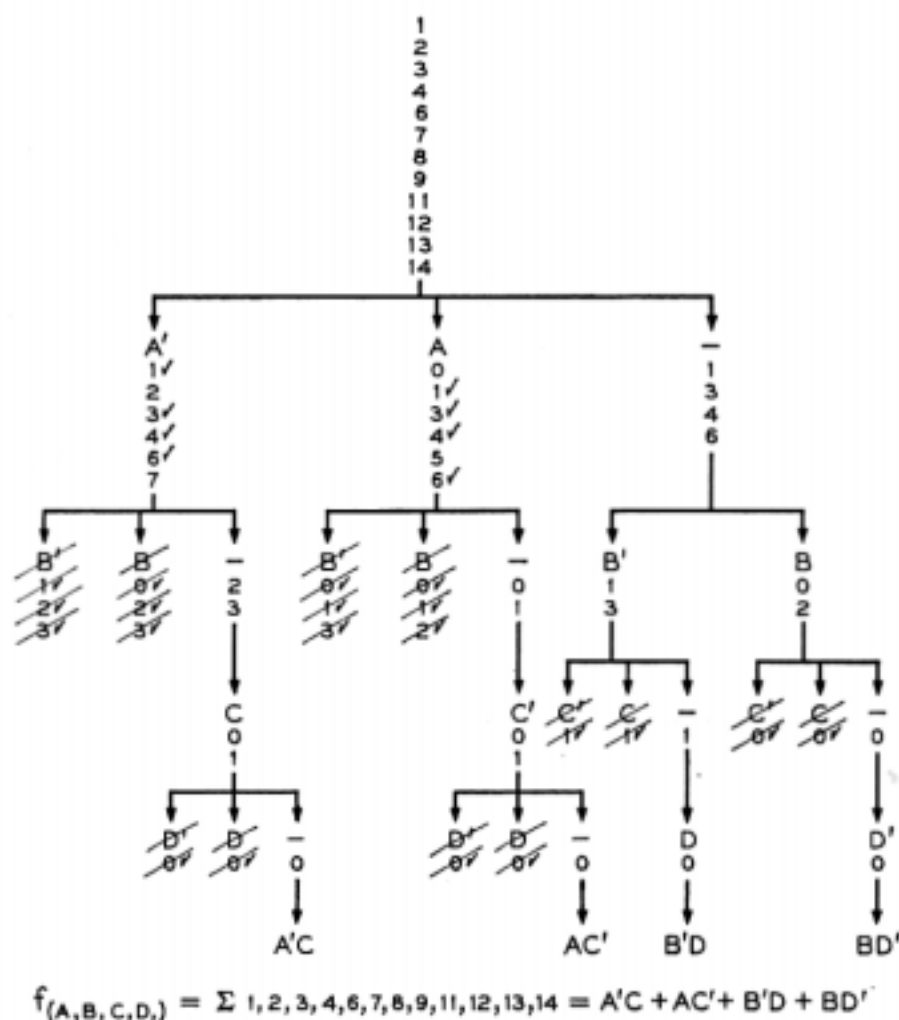 1
2
3
4
6
7
8
9
11
12
13
14
A' A —
1✓ 0 1
2 1✓ 3
3✓ 3✓ 4
4✓ 4✓ 6
6✓ 5
7 6✓
B' B — B' B — B' B
1✓ 0✓ 2 0✓ 0✓ 0 1 0
2✓ 2✓ 3 1✓ 1✓ 1 3 2
3✓ 3✓ 3✓ 2✓
C C' C' C — C' C —
0 0 1✓ 1✓ 1 0✓ 0✓ 0
1 1
D' D — D' D — D D'
0✓ 0✓ 0 0✓ 0✓ 0 0 0
A'C AC' B'D BD'
f(A,B,C,D,) = Σ 1,2,3,4,6,7,8,9,11,12,13,14 = A'C + AC' + B'D + BD'